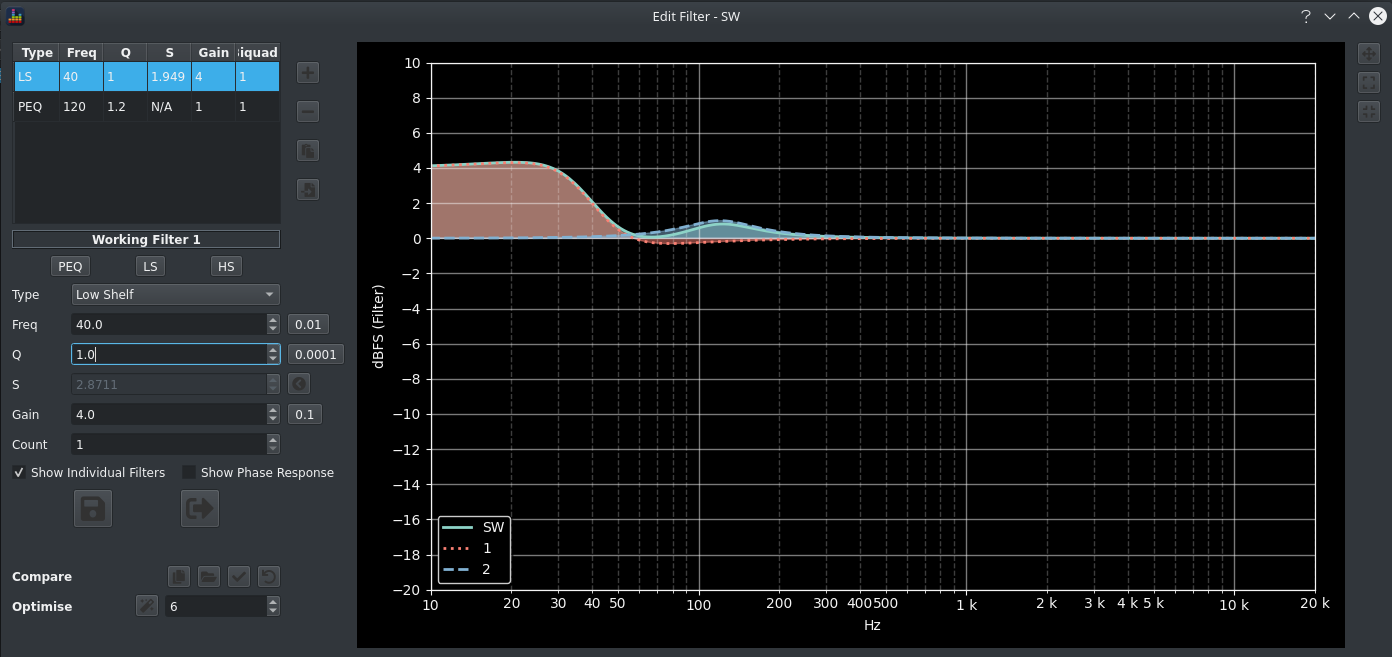 Edit Filter - SW
Type Freq Q S Gain iquad
LS 40 1 1.949 4 1
PEQ 120 1.2 N/A 1 1
Working Filter 1
PEQ LS HS
Type Low Shelf
Freq 40.0 0.01
Q 1.0 0.0001
S 2.8711
Gain 4.0 0.1
Count 1
✓ Show Individual Filters Show Phase Response
Compare
Optimise 6
10
8
6
4
2
0
−2
−4
−6
−8
−10
−12
−14
−16
−18
−20
dBFS (Filter)
SW
1
2
10 20 30 40 50 100 200 300 400 500 1 k 2 k 3 k 4 k 5 k 10 k 20 k
Hz